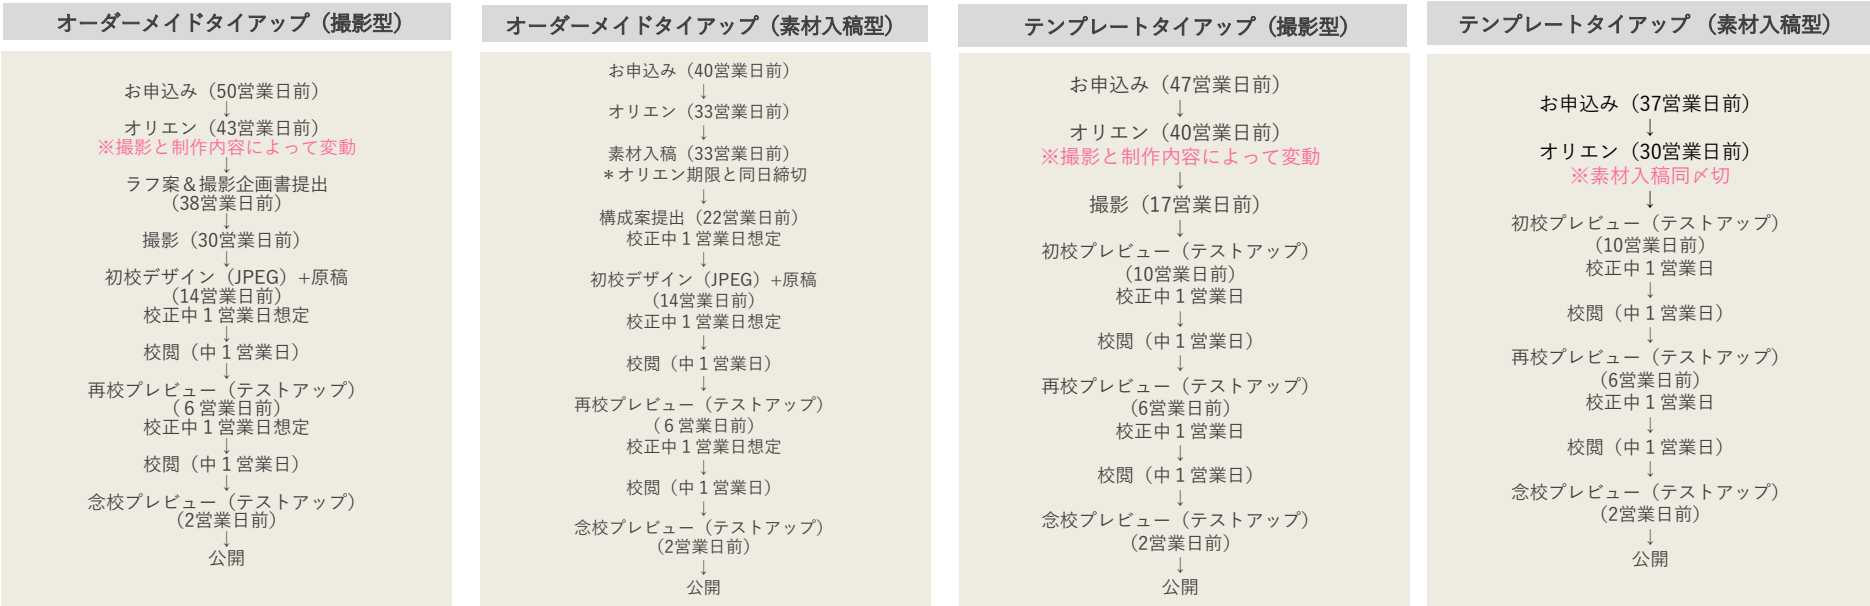 オーダーメイドタイアップ（撮影型）
お申込み（50営業日前）
↓
オリエン（43営業日前）
※撮影と制作内容によって変動
↓
ラフ案＆撮影企画書提出
（38営業日前）
↓
撮影（30営業日前）
↓
初校デザイン（JPEG）+原稿
（14営業日前）
校正中１営業日想定
↓
校閲（中１営業日）
↓
再校プレビュー（テストアップ）
（６営業日前）
校正中１営業日想定
↓
校閲（中１営業日）
↓
念校プレビュー（テストアップ）
（2営業日前）
↓
公開
オーダーメイドタイアップ（素材入稿型）
お申込み（40営業日前）
↓
オリエン（33営業日前）
↓
素材入稿（33営業日前）
＊オリエン期限と同日締切
↓
構成案提出（22営業日前）
校正中１営業日想定
↓
初校デザイン（JPEG）+原稿
（14営業日前）
校正中１営業日想定
↓
校閲（中１営業日）
↓
再校プレビュー（テストアップ）
（６営業日前）
校正中１営業日想定
↓
校閲（中１営業日）
↓
念校プレビュー（テストアップ）
（2営業日前）
↓
公開
テンプレートタイアップ（撮影型）
お申込み（47営業日前）
↓
オリエン（40営業日前）
※撮影と制作内容によって変動
↓
撮影（17営業日前）
↓
初校プレビュー（テストアップ）
（10営業日前）
校正中１営業日
↓
校閲（中１営業日）
↓
再校プレビュー（テストアップ）
（6営業日前）
校正中１営業日
↓
校閲（中１営業日）
↓
念校プレビュー（テストアップ）
（2営業日前）
↓
公開
テンプレートタイアップ （素材入稿型）
お申込み（37営業日前）
↓
オリエン（30営業日前）
※素材入稿同〆切
↓
初校プレビュー（テストアップ）
（10営業日前）
校正中１営業日
↓
校閲（中１営業日）
↓
再校プレビュー（テストアップ）
（6営業日前）
校正中１営業日
↓
校閲（中１営業日）
↓
念校プレビュー（テストアップ）
（2営業日前）
↓
公開